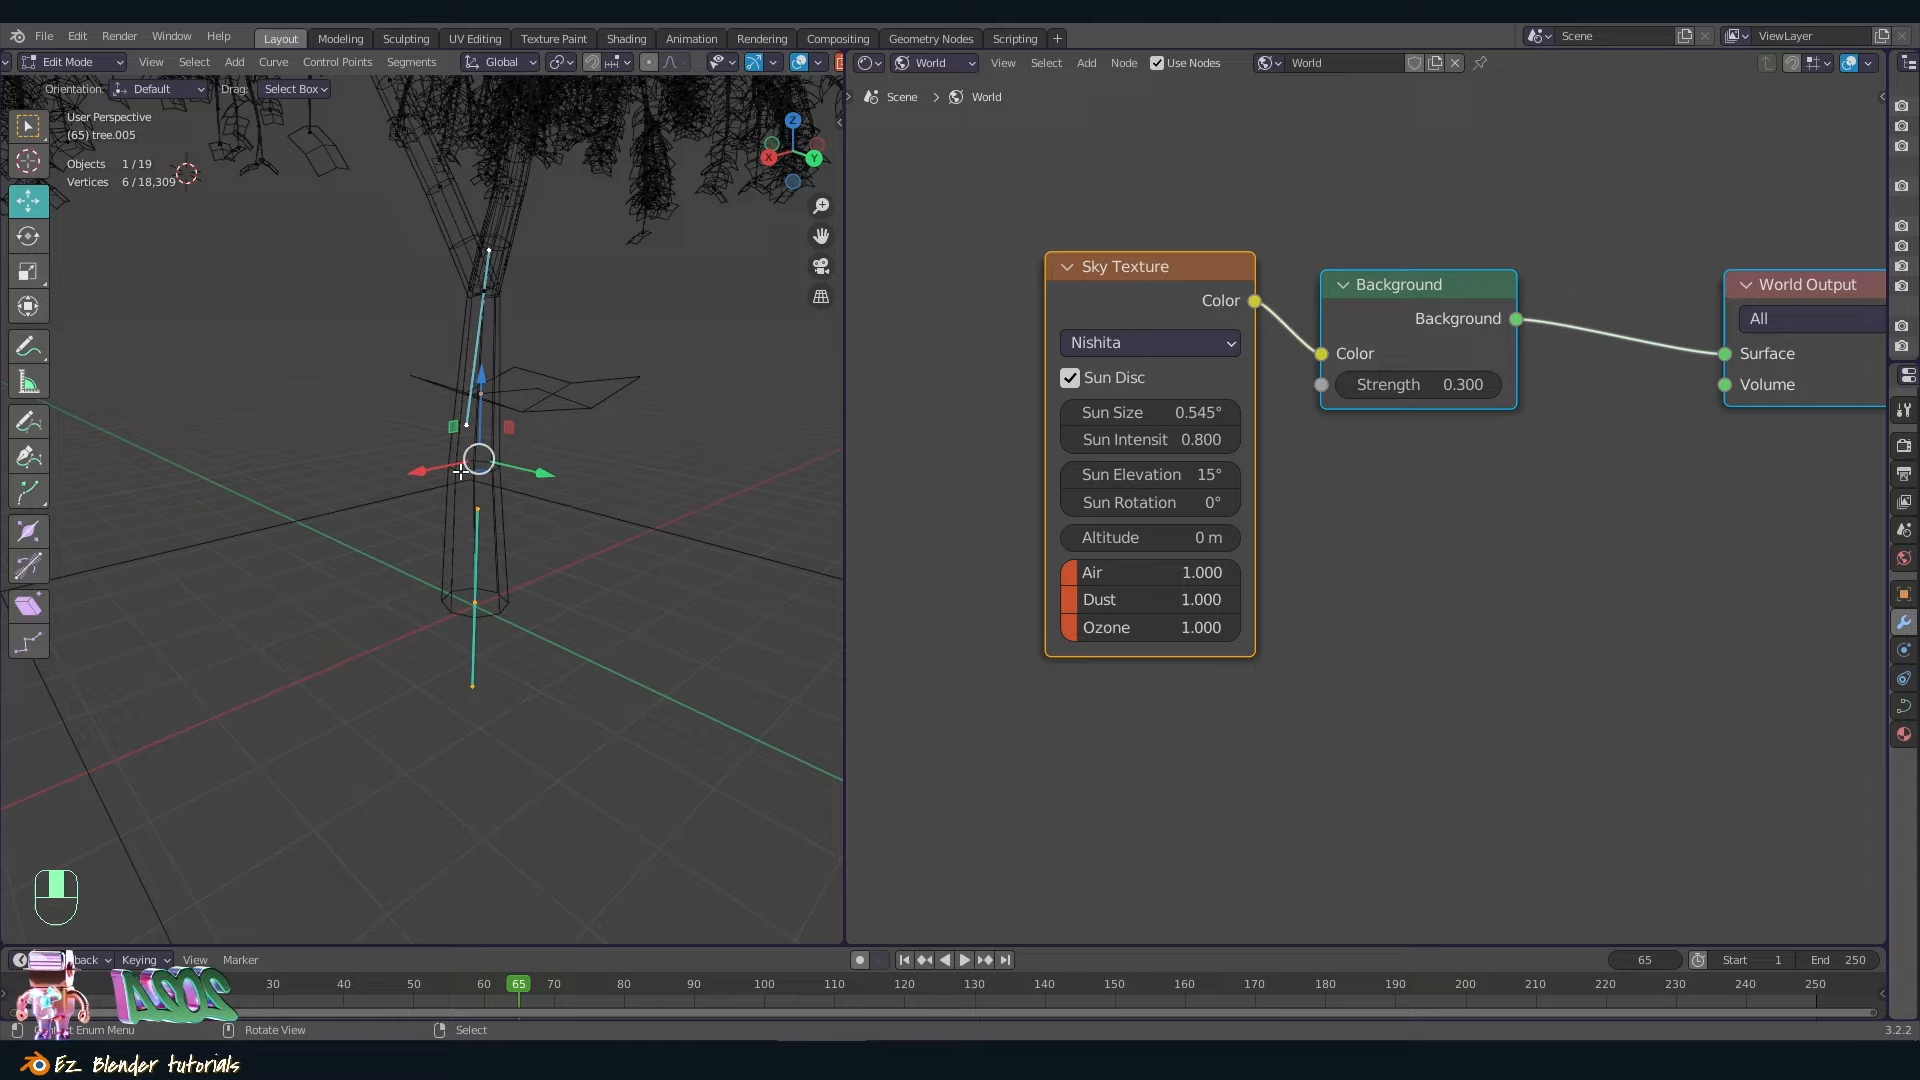 File Edit Render Window Help Layout Modeling Sculpting UV Editing Texture Paint Shading Animation Rendering Compositing Geometry Nodes Scripting + Scene ViewLayer
Edit Mode View Select Add Curve Control Points Segments Global
World View Select Add Node Use Nodes World
Orientation: Default Drag: Select Box
Scene > World
User Perspective
(65) tree.005
Objects 1 / 19
Vertices 6 / 18,309
Z
X
Y
Sky Texture
Color
Nishita
Sun Disc
Sun Size 0.545°
Sun Intensit 0.800
Sun Elevation 15°
Sun Rotation 0°
Altitude 0 m
Air 1.000
Dust 1.000
Ozone 1.000
Background
Background
Color
Strength 0.300
World Output
All
Surface
Volume
back Keying View Marker
65 Start 1 End 250
30 40 50 60 65 70 80 90 100 110 120 130 140 150 160 170 180 190 200 210 220 230 240 250
Enum Menu Rotate View Select 3.2.2
Ez Blender tutorials